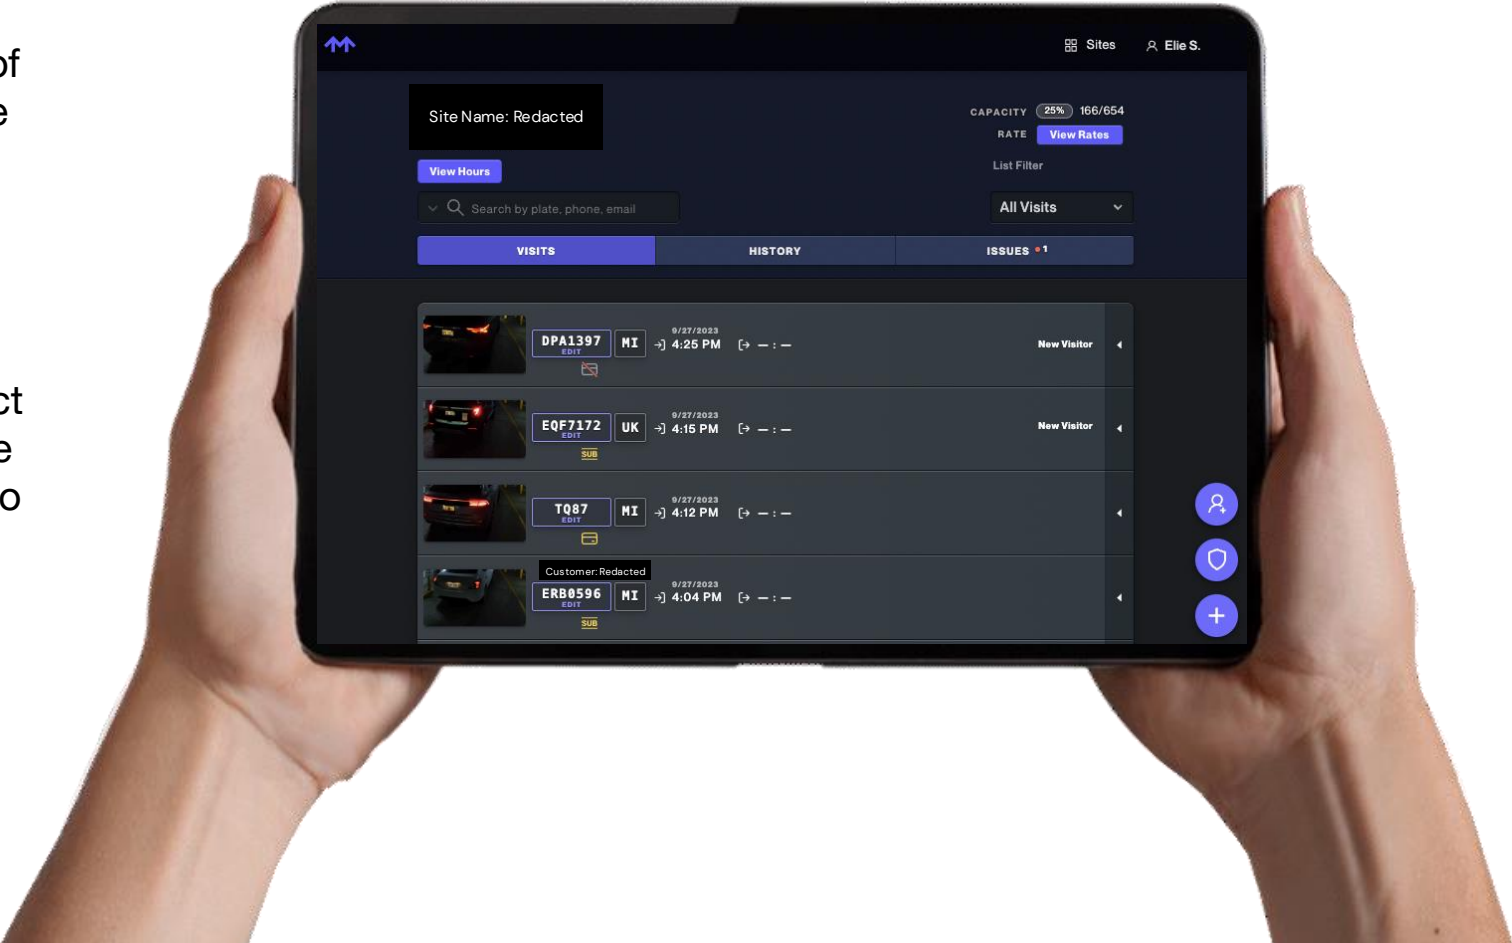 of
e
ct
e
o
Sites
Elie S.
Site Name: Redacted
CAPACITY 25% 166/654
RATE View Rates
View Hours
List Filter
Search by plate, phone, email
All Visits
VISITS HISTORY ISSUES 1
9/27/2023
DPA1397 EDIT MI 4:25 PM — : — New Visitor
9/27/2023
EQF7172 EDIT UK 4:15 PM — : — New Visitor
SUB
9/27/2023
TQ87 EDIT MI 4:12 PM — : —
Customer: Redacted
9/27/2023
ERB0596 EDIT MI 4:04 PM — : —
SUB